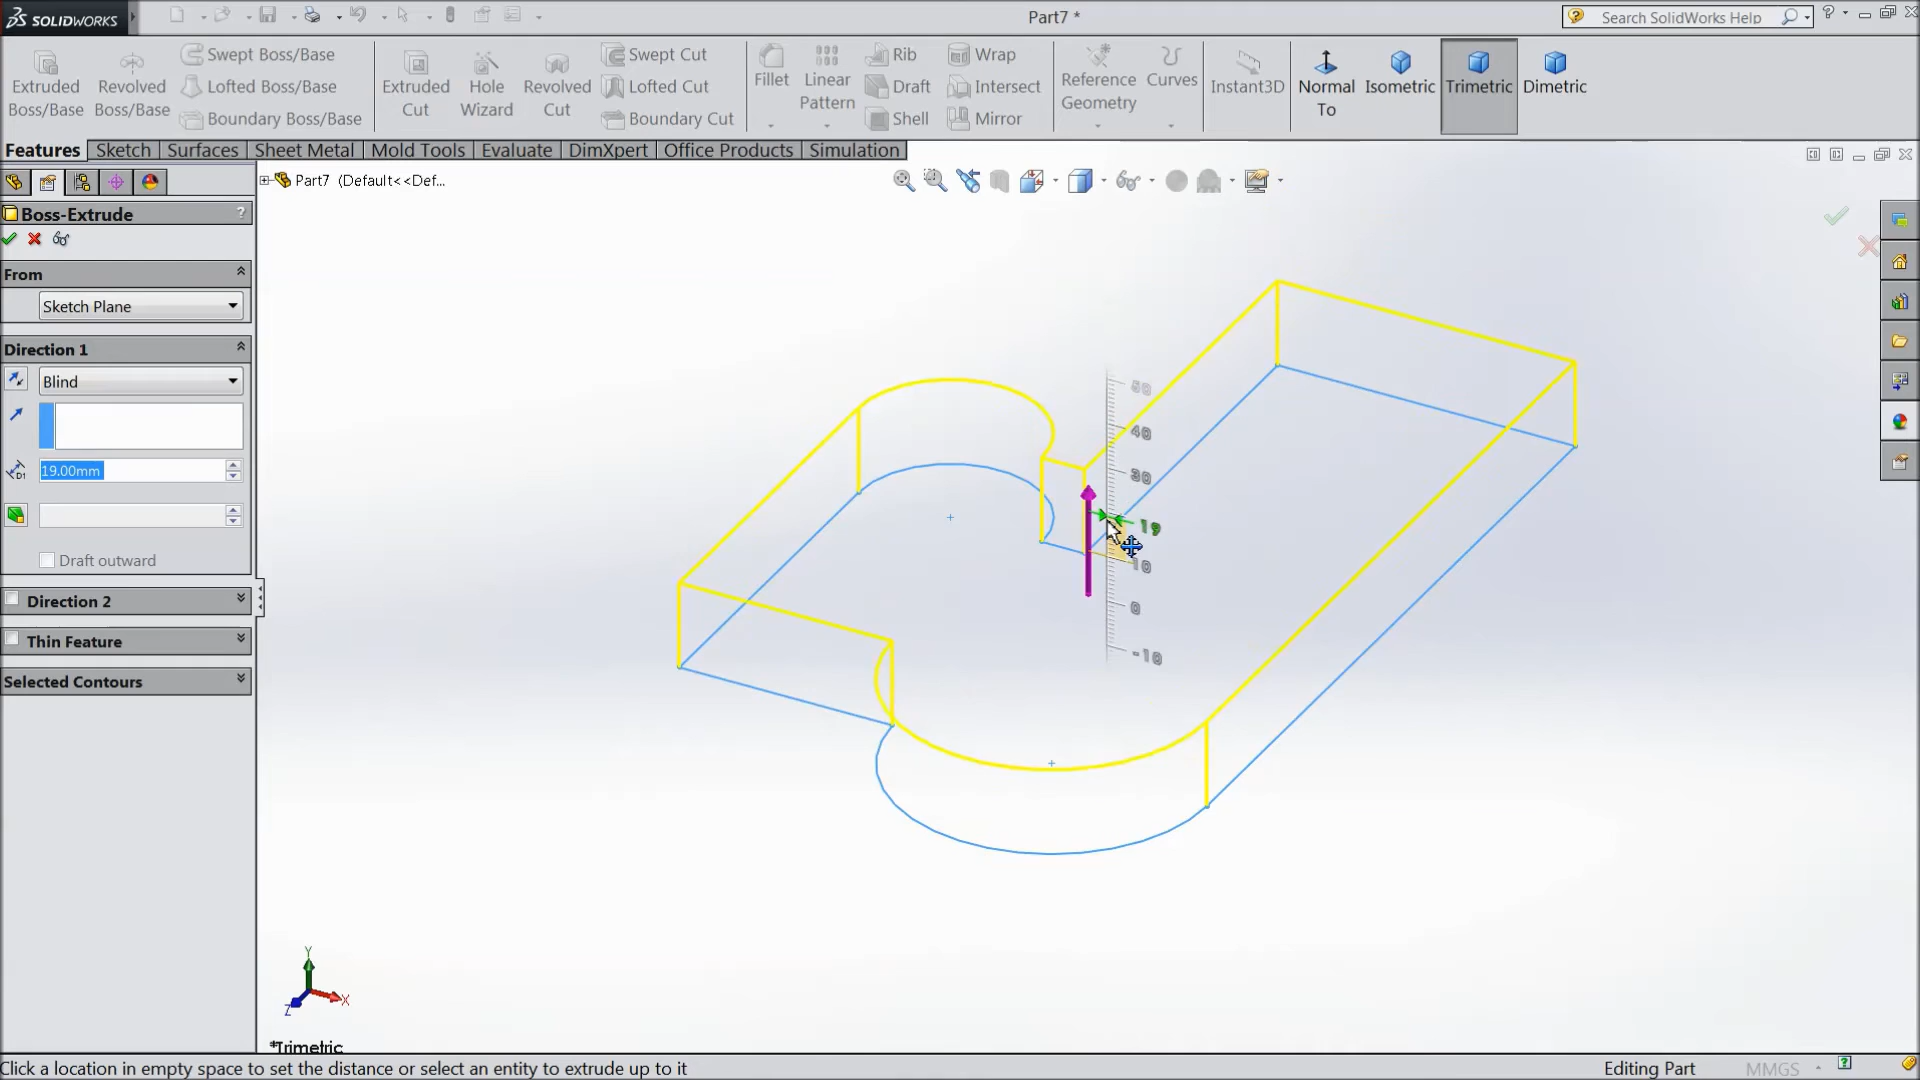 SOLIDWORKS
Part7 *
Search SolidWorks Help
Extruded Boss/Base
Revolved Boss/Base
Swept Boss/Base
Lofted Boss/Base
Boundary Boss/Base
Extruded Cut
Hole Wizard
Revolved Cut
Swept Cut
Lofted Cut
Boundary Cut
Fillet
Linear Pattern
Rib
Draft
Shell
Wrap
Intersect
Mirror
Reference Geometry
Curves
Instant3D
Normal To
Isometric
Trimetric
Dimetric
Features
Sketch
Surfaces
Sheet Metal
Mold Tools
Evaluate
DimXpert
Office Products
Simulation
Part7 (Default<<Def...
Boss-Extrude
?
From
Sketch Plane
Direction 1
Blind
D1
19.00mm
Draft outward
Direction 2
Thin Feature
Selected Contours
50
40
30
19
10
0
-10
Y
X
Z
*Trimetric
Click a location in empty space to set the distance or select an entity to extrude up to it
Editing Part
MMGS